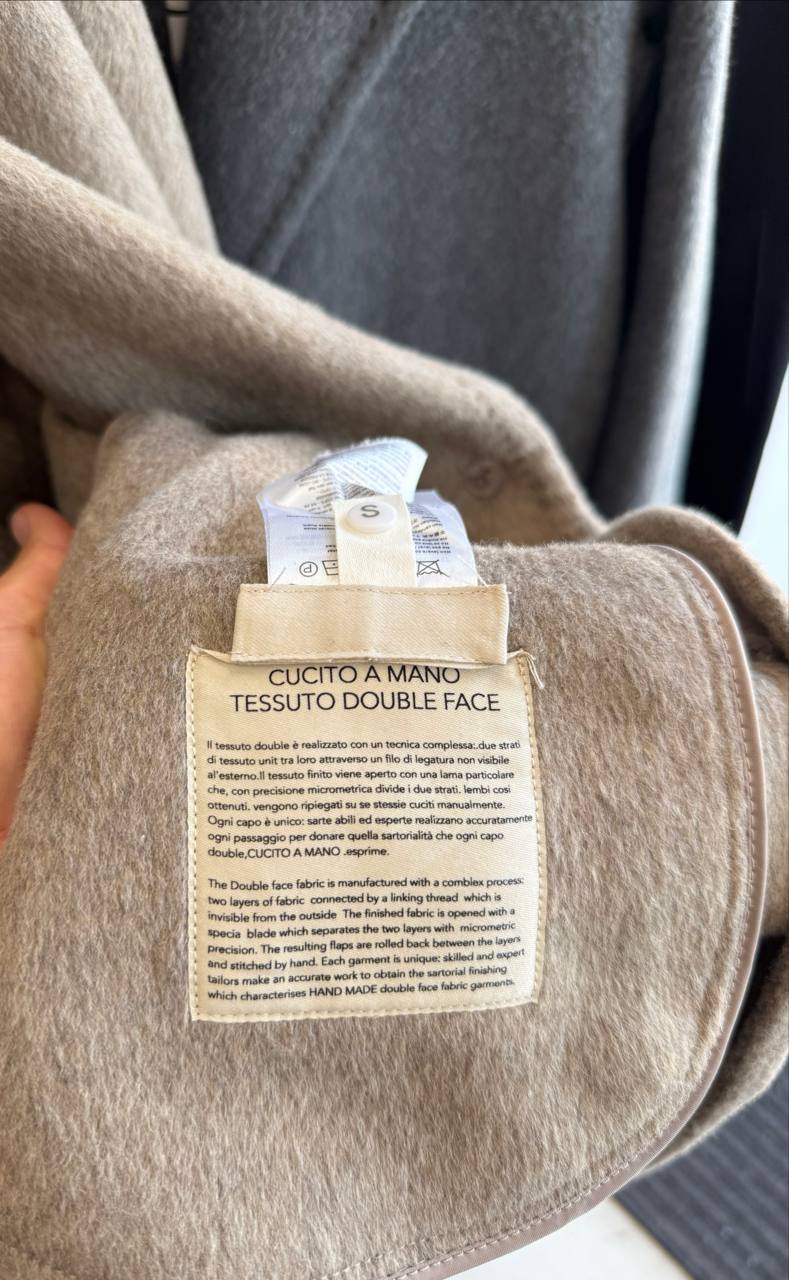 S
P
CUCITO A MANO
TESSUTO DOUBLE FACE
Il tessuto double è realizzato con un tecnica complessa:.due strati
di tessuto unit tra loro attraverso un filo di legatura non visibile
al'esterno.Il tessuto finito viene aperto con una lama particolare
che, con precisione micrometrica divide i due strati. lembi cosi
ottenuti. vengono ripiegati su se stessie cuciti manualmente.
Ogni capo è unico: sarte abili ed esperte realizzano accuratamente
ogni passaggio per donare quella sartorialità che ogni capo
double,CUCITO A MANO .esprime.
The Double face fabric is manufactured with a comblex process:
two layers of fabric connected by a linking thread which is
invisible from the outside The finished fabric is opened with a
specia blade which separates the two layers with micrometric
precision. The resulting flaps are rolled back between the layers
and stitched by hand. Each garment is unique: skilled and expert
tailors make an accurate work to obtain the sartorial finishing
which characterises HAND MADE double face fabric garments.